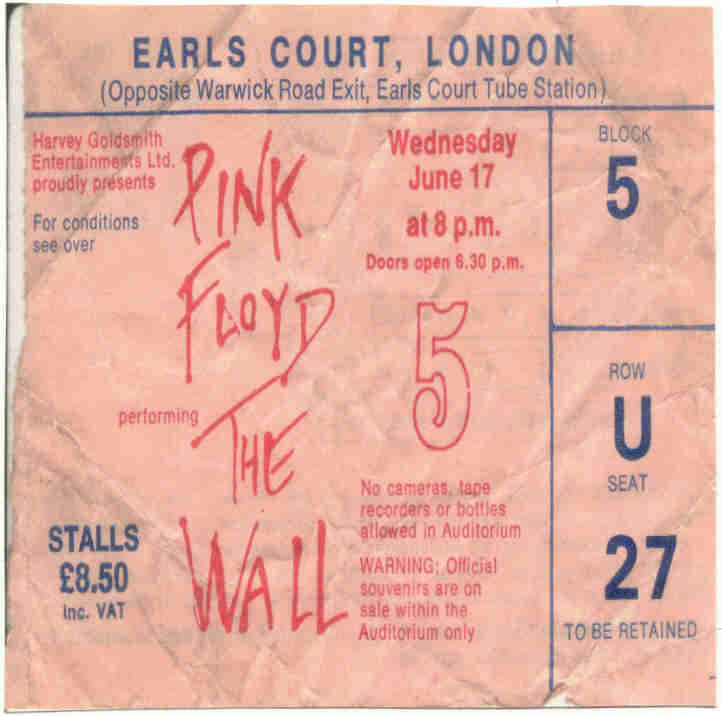 EARLS COURT, LONDON
(Opposite Warwick Road Exit, Earls Court Tube Station)
Harvey Goldsmith
Entertainments Ltd.
proudly presents
For conditions
see over
PINK
FLOYD
performing
THE
WALL
STALLS
£8.50
Inc. VAT
Wednesday
June 17
at 8 p.m.
Doors open 6.30 p.m.
5
No cameras, tape
recorders or bottles
allowed in Auditorium
WARNING: Official
souvenirs are on
sale within the
Auditorium only
BLOCK
5
ROW
U
SEAT
27
TO BE RETAINED